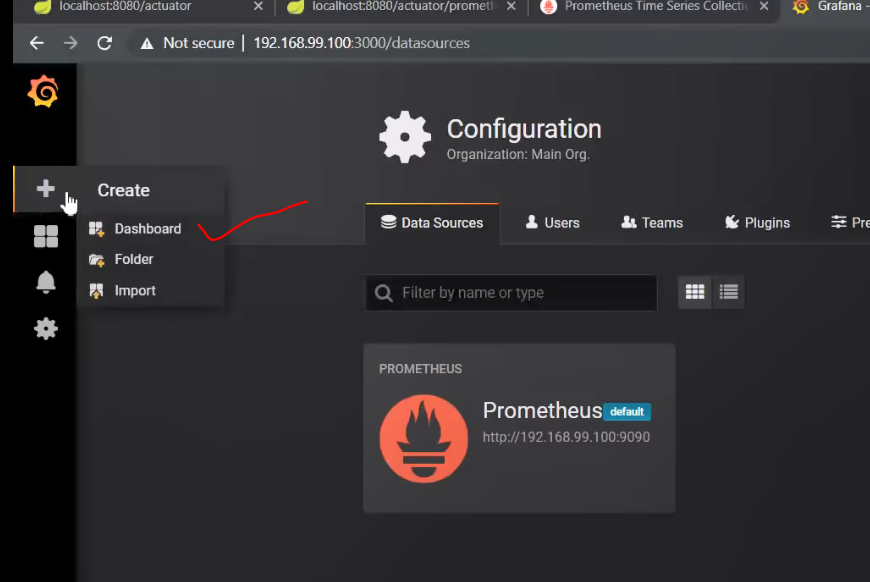 localhost:8080/actuator
localhost:8080/actuator/prometh
Prometheus Time Series Collecti
Grafana -
Not secure | 192.168.99.100:3000/datasources
Configuration
Organization: Main Org.
Create
Dashboard
Folder
Import
Data Sources
Users
Teams
Plugins
Pre
Filter by name or type
PROMETHEUS
Prometheus default
http://192.168.99.100:9090